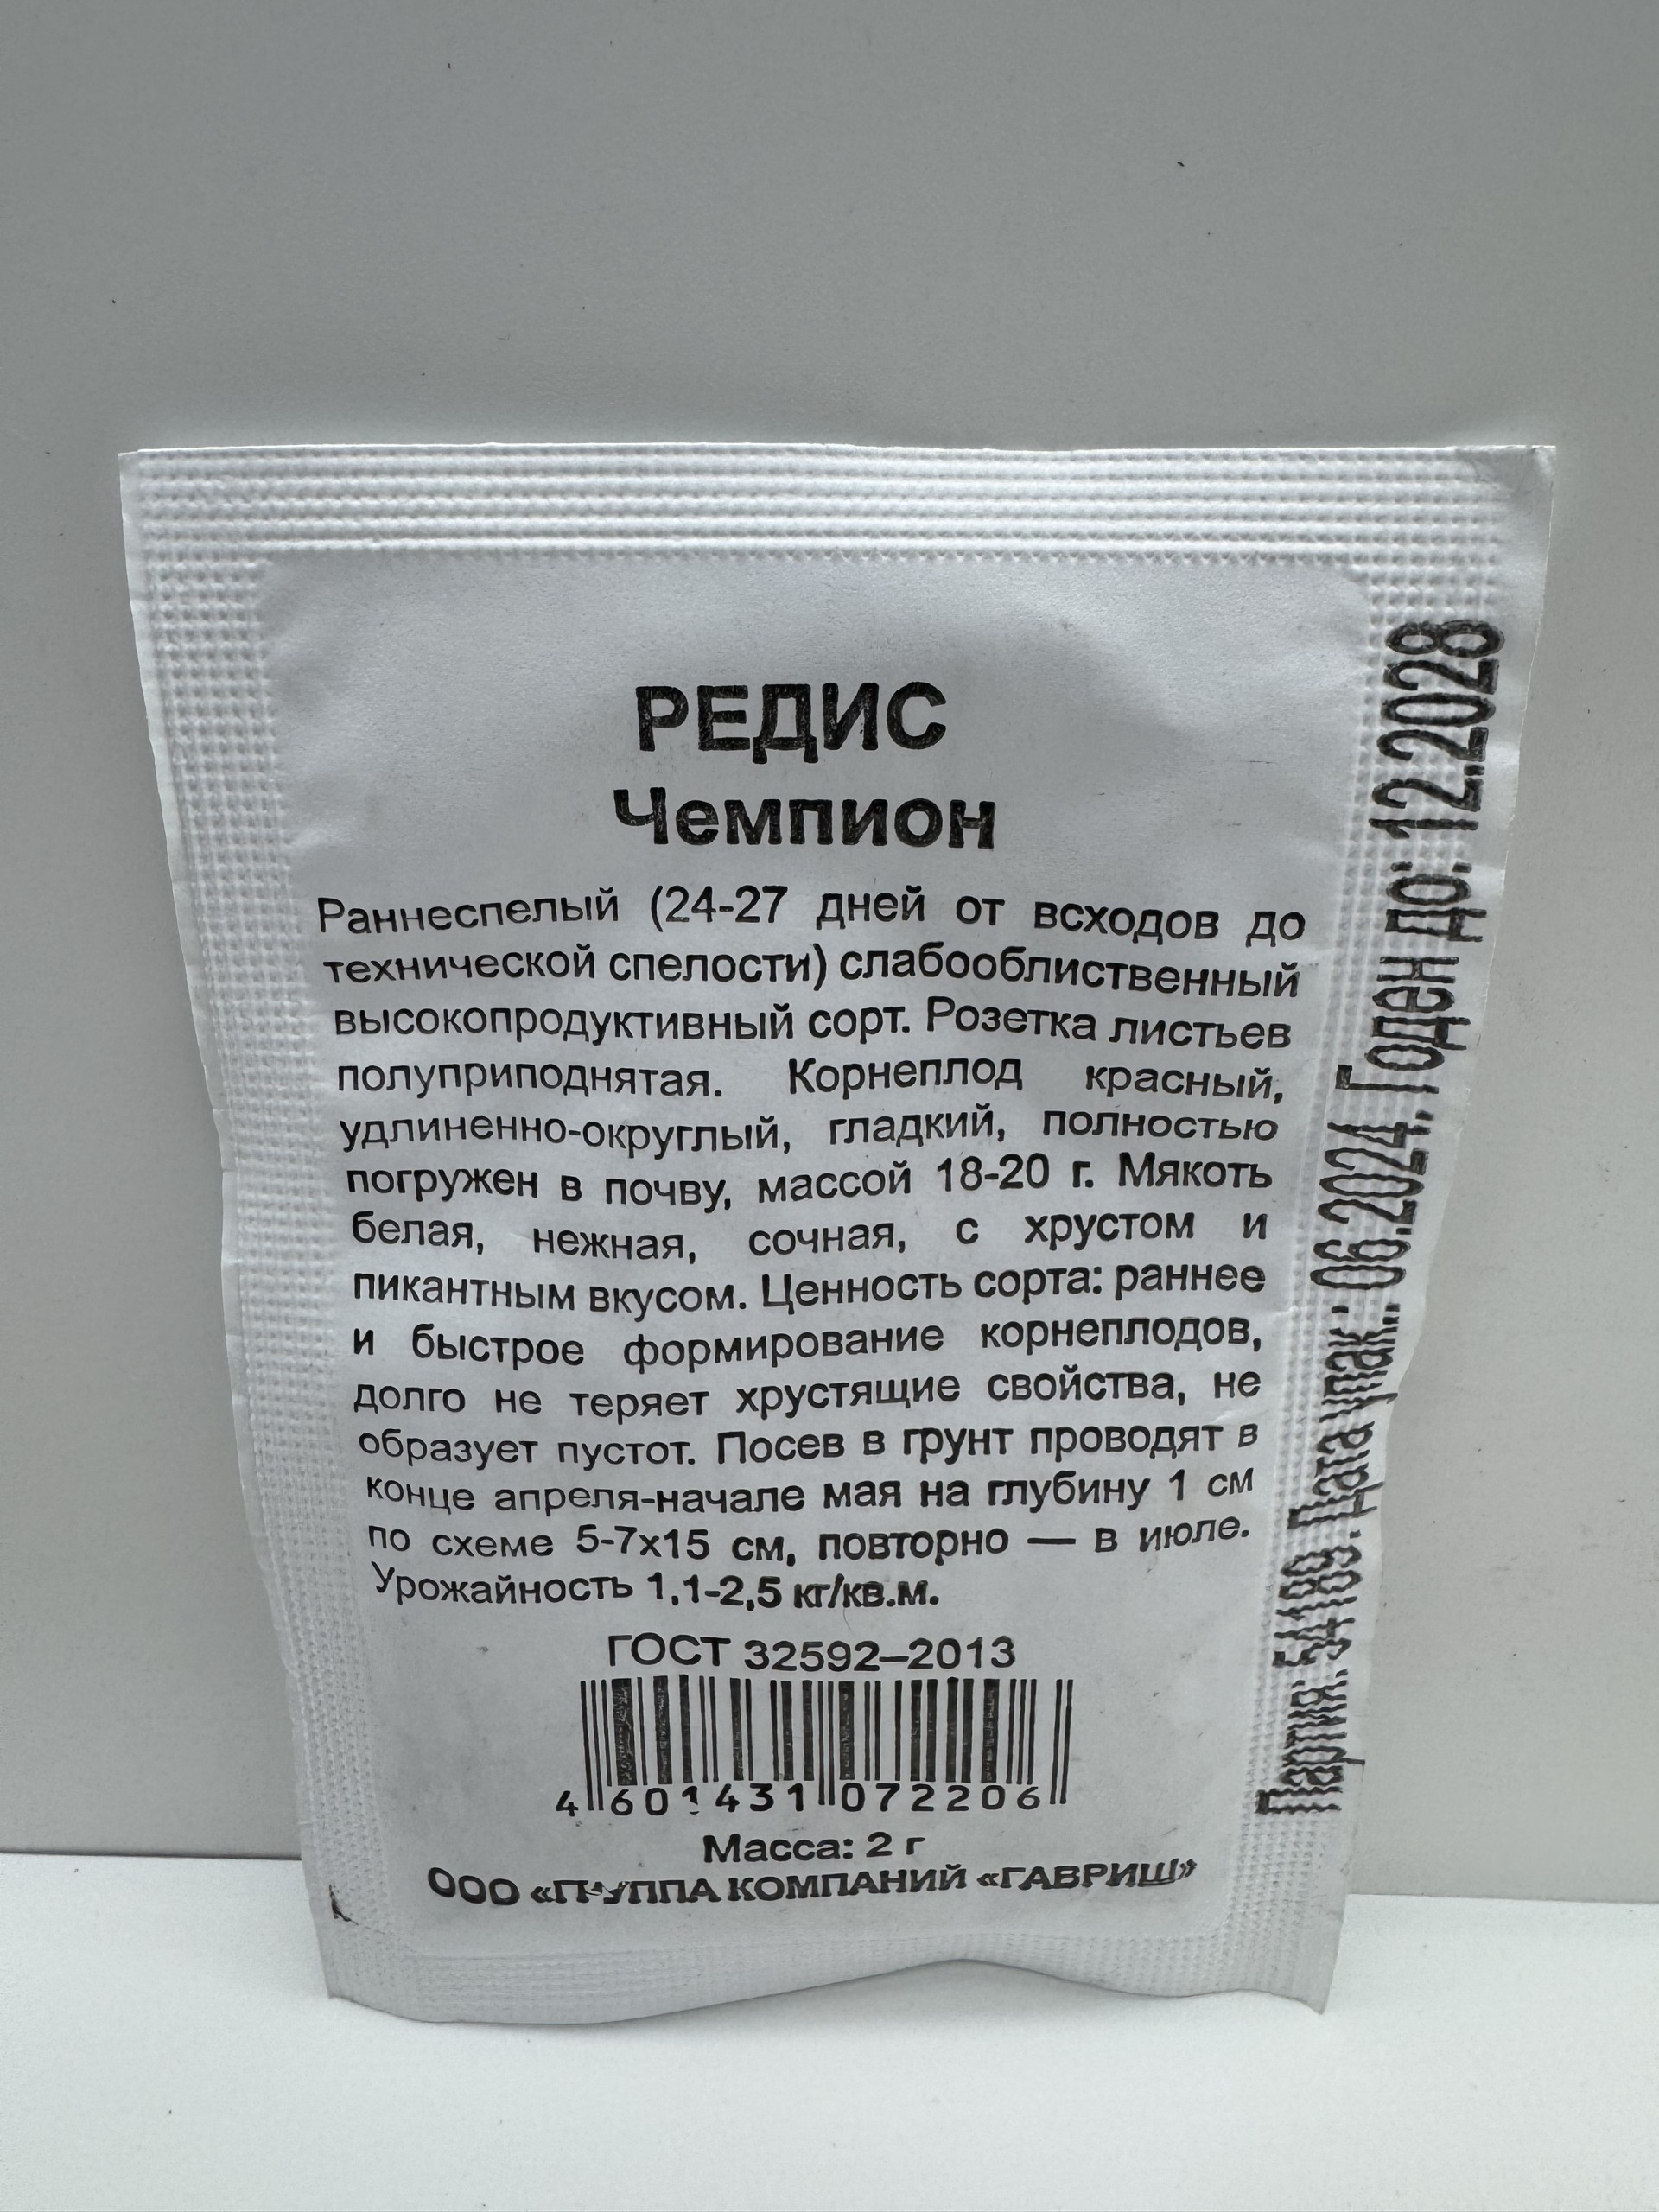 РЕДИС
Чемпион
Раннеспелый (24-27 дней от всходов до
технической спелости) слабооблиственный
высокопродуктивный сорт. Розетка листьев
полуприподнятая. Корнеплод красный,
удлиненно-округлый, гладкий, полностью
погружен в почву, массой 18-20 г. Мякоть
белая, нежная, сочная, с хрустом и
пикантным вкусом. Ценность сорта: раннее
и быстрое формирование корнеплодов,
долго не теряет хрустящие свойства, не
образует пустот. Посев в грунт проводят в
конце апреля-начале мая на глубину 1 см
по схеме 5-7х15 см, повторно — в июле.
Урожайность 1,1-2,5 кг/кв.м.
ГОСТ 32592–2013
4 601431 072206
Масса: 2 г
ООО «ГРУППА КОМПАНИЙ «ГАВРИШ»
Партия: Дата упак.: 06.2024. Годен до: 12.2028